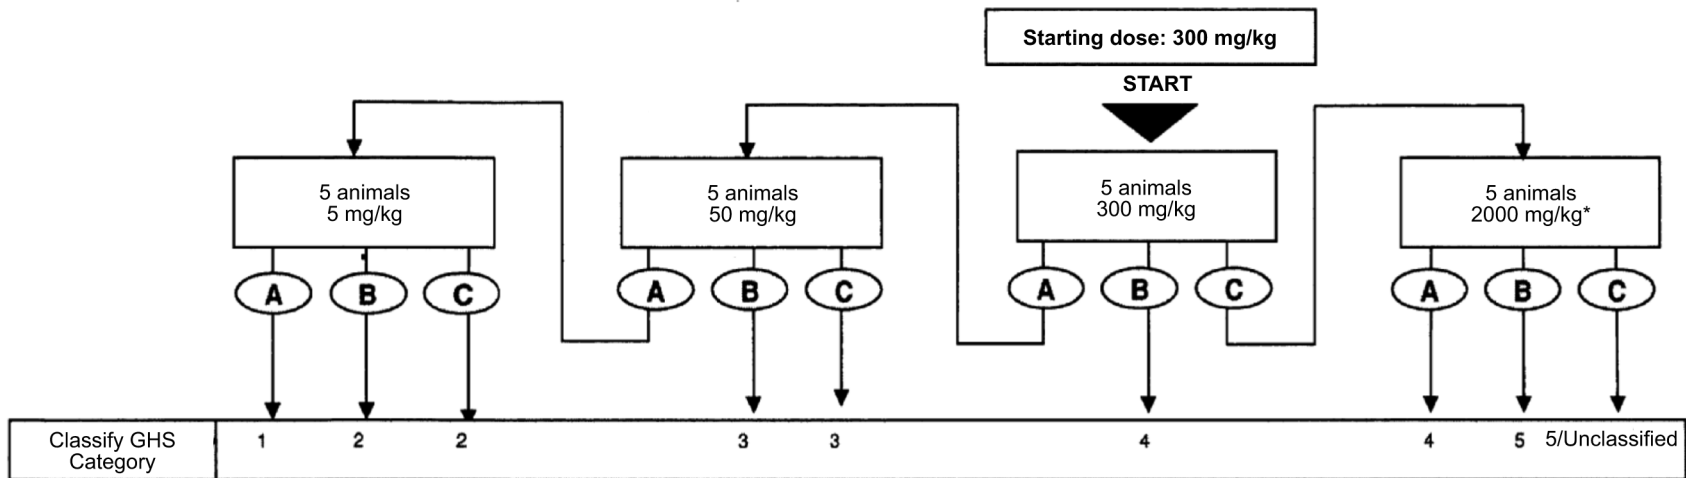 Starting dose: 300 mg/kg
START
5 animals
5 mg/kg
5 animals
50 mg/kg
5 animals
300 mg/kg
5 animals
2000 mg/kg*
A B C A B C A B C A B C
Classify GHS
Category
1 2 2 3 3 4 4 5 5/Unclassified